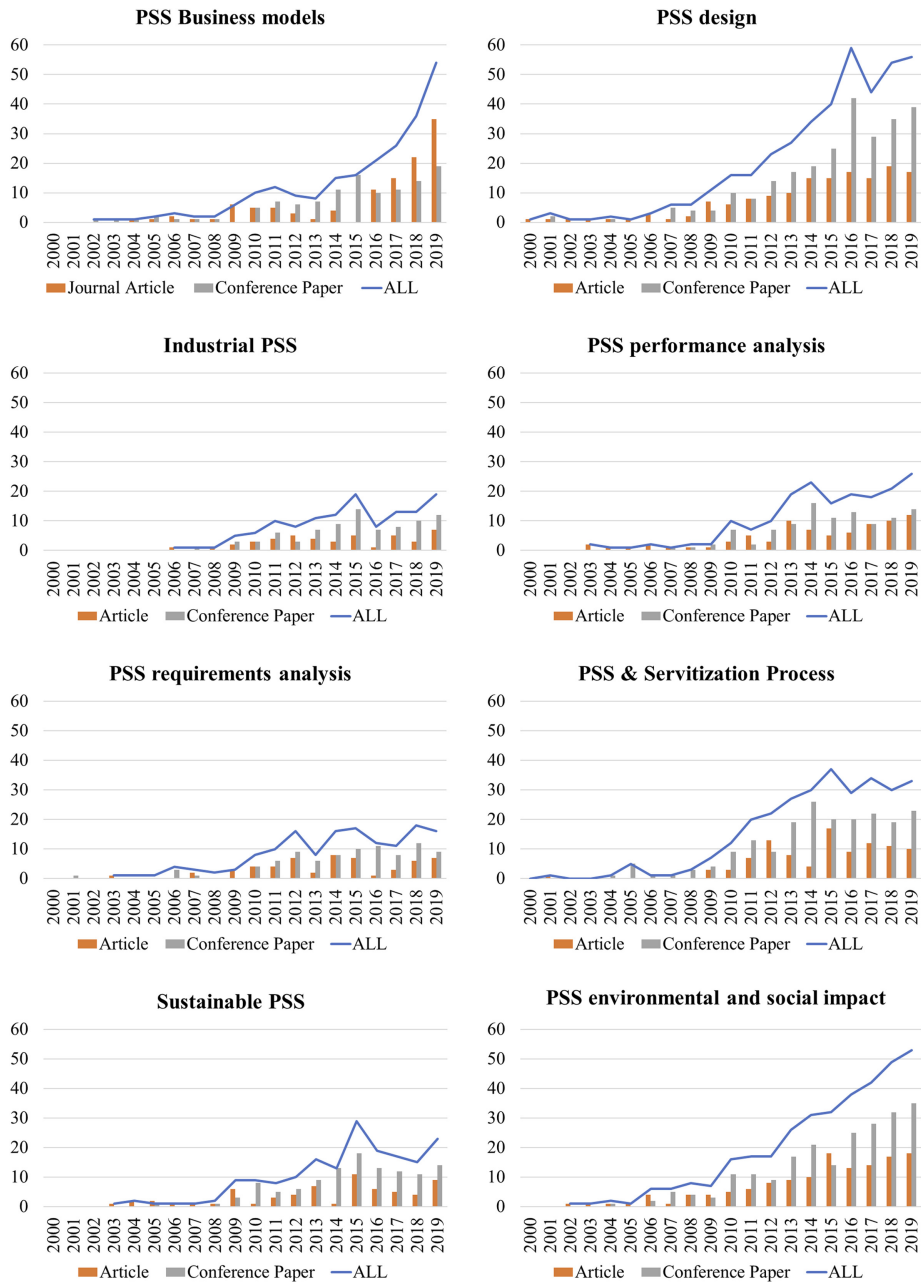 PSS Business models
60
50
40
30
20
10
0
2000 2001 2002 2003 2004 2005 2006 2007 2008 2009 2010 2011 2012 2013 2014 2015 2016 2017 2018 2019
Journal Article Conference Paper ALL
PSS design
60
50
40
30
20
10
0
2000 2001 2002 2003 2004 2005 2006 2007 2008 2009 2010 2011 2012 2013 2014 2015 2016 2017 2018 2019
Article Conference Paper ALL
Industrial PSS
60
50
40
30
20
10
0
2000 2001 2002 2003 2004 2005 2006 2007 2008 2009 2010 2011 2012 2013 2014 2015 2016 2017 2018 2019
Article Conference Paper ALL
PSS performance analysis
60
50
40
30
20
10
0
2000 2001 2002 2003 2004 2005 2006 2007 2008 2009 2010 2011 2012 2013 2014 2015 2016 2017 2018 2019
Article Conference Paper ALL
PSS requirements analysis
60
50
40
30
20
10
0
2000 2001 2002 2003 2004 2005 2006 2007 2008 2009 2010 2011 2012 2013 2014 2015 2016 2017 2018 2019
Article Conference Paper ALL
PSS & Servitization Process
60
50
40
30
20
10
0
2000 2001 2002 2003 2004 2005 2006 2007 2008 2009 2010 2011 2012 2013 2014 2015 2016 2017 2018 2019
Article Conference Paper ALL
Sustainable PSS
60
50
40
30
20
10
0
2000 2001 2002 2003 2004 2005 2006 2007 2008 2009 2010 2011 2012 2013 2014 2015 2016 2017 2018 2019
Article Conference Paper ALL
PSS environmental and social impact
60
50
40
30
20
10
0
2000 2001 2002 2003 2004 2005 2006 2007 2008 2009 2010 2011 2012 2013 2014 2015 2016 2017 2018 2019
Article Conference Paper ALL